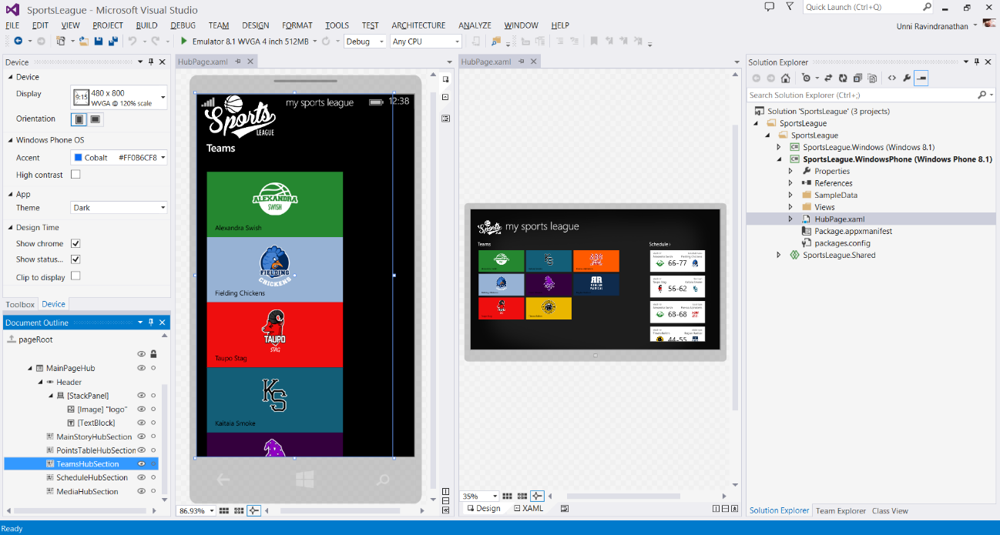 SportsLeague - Microsoft Visual Studio
Quick Launch (Ctrl+Q)
FILE EDIT VIEW PROJECT BUILD DEBUG TEAM DESIGN FORMAT TOOLS TEST ARCHITECTURE ANALYZE WINDOW HELP
Unni Ravindranathan
Emulator 8.1 WVGA 4 inch 512MB
Debug
Any CPU
Device
Device
Display
9:15
480 x 800
WVGA @ 120% scale
Orientation
Windows Phone OS
Accent
Cobalt #FF0B6CF8
High contrast
App
Theme
Dark
Design Time
Show chrome
Show status...
Clip to display
Toolbox Device
Document Outline
pageRoot
MainPageHub
Header
[StackPanel]
[Image] "logo"
[TextBlock]
MainStoryHubSection
PointsTableHubSection
TeamsHubSection
ScheduleHubSection
MediaHubSection
HubPage.xaml
my sports league
12:38
Sports
LEAGUE
Teams
ALEXANDRA
SWISH
Alexandra Swish
FIELDING
CHICKENS
Fielding Chickens
TAUPO
STAG
Taupo Stag
KS
Kaitaia Smoke
86.93%
HubPage.xaml
Sports
my sports league
Teams
Schedule
66-77
56-62
68-68
44-55
35%
Design
XAML
Solution Explorer
Search Solution Explorer (Ctrl+;)
Solution 'SportsLeague' (3 projects)
SportsLeague
SportsLeague
C# SportsLeague.Windows (Windows 8.1)
C# SportsLeague.WindowsPhone (Windows Phone 8.1)
Properties
References
SampleData
Views
HubPage.xaml
Package.appxmanifest
packages.config
SportsLeague.Shared
Solution Explorer Team Explorer Class View
Ready